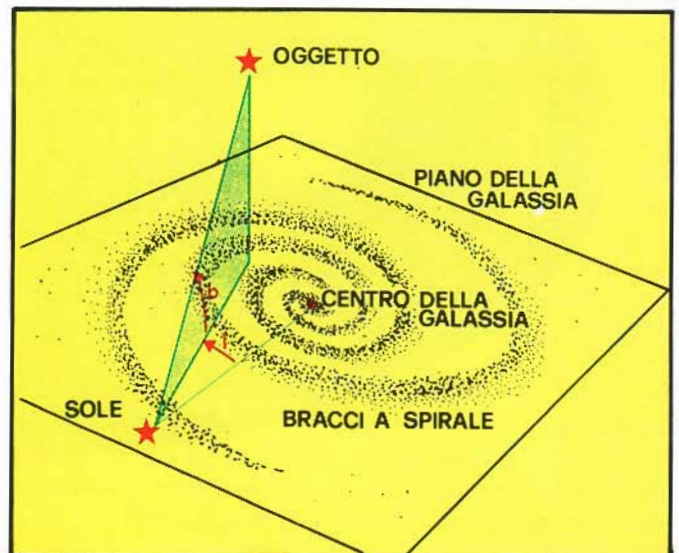 OGGETTO
PIANO DELLA
GALASSIA
b
CENTRO DELLA
GALASSIA
l
SOLE
BRACCI A SPIRALE